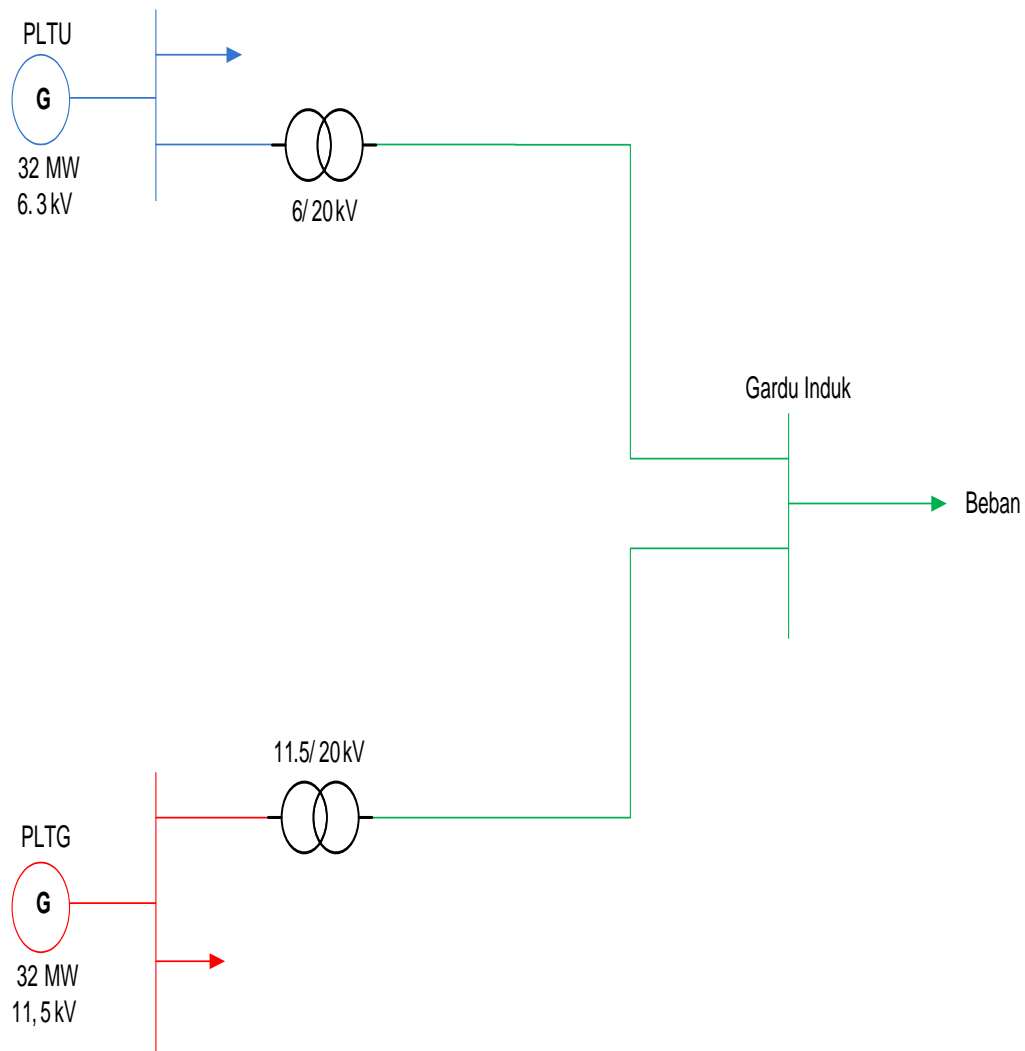 PLTU
G
32 MW
6.3 kV
6/20 kV
Gardu Induk
Beban
11.5/20 kV
PLTG
G
32 MW
11,5 kV